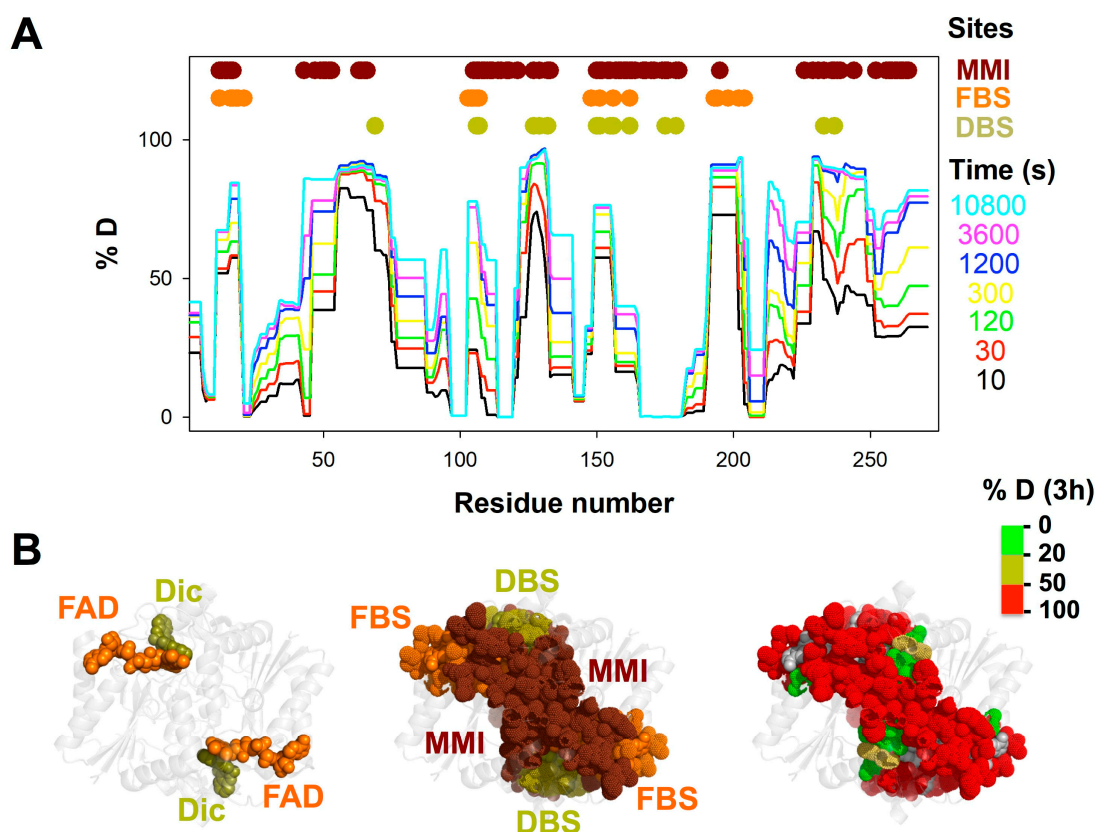 A
Sites
MMI
FBS
DBS
Time (s)
10800
3600
1200
300
120
30
10
% D
100
50
0
50 100 150 200 250
Residue number
% D (3h)
0
20
50
100
B
Dic
FAD
Dic
FAD
DBS
FBS
MMI
MMI
FBS
DBS